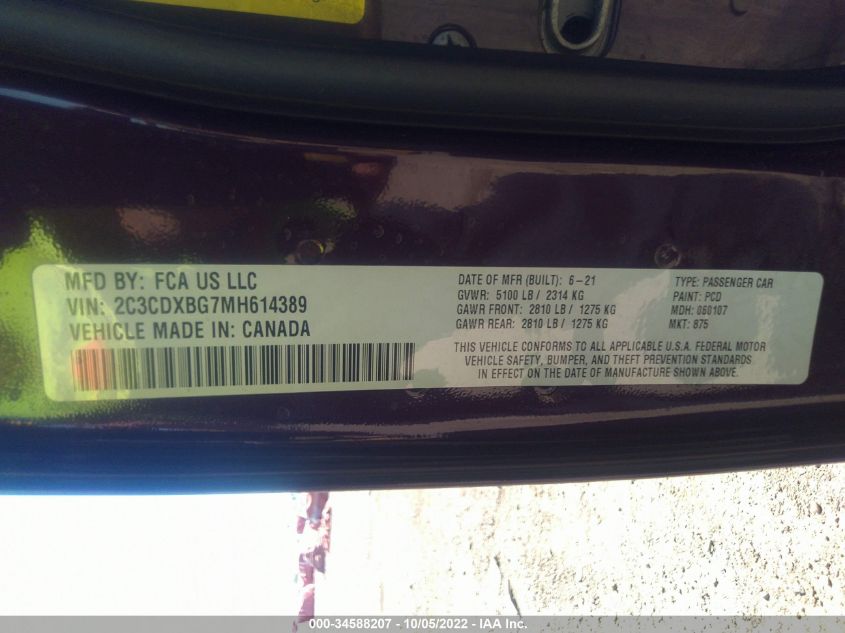 MFD BY: FCA US LLC
VIN: 2C3CDXBG7MH614389
VEHICLE MADE IN: CANADA
DATE OF MFR (BUILT): 6-21
GVWR: 5100 LB / 2314 KG
GAWR FRONT: 2810 LB / 1275 KG
GAWR REAR: 2810 LB / 1275 KG
TYPE: PASSENGER CAR
PAINT: PCD
MDH: 060107
MKT: 875
THIS VEHICLE CONFORMS TO ALL APPLICABLE U.S.A. FEDERAL MOTOR
VEHICLE SAFETY, BUMPER, AND THEFT PREVENTION STANDARDS
IN EFFECT ON THE DATE OF MANUFACTURE SHOWN ABOVE.
000-34588207 - 10/05/2022 - IAA Inc.